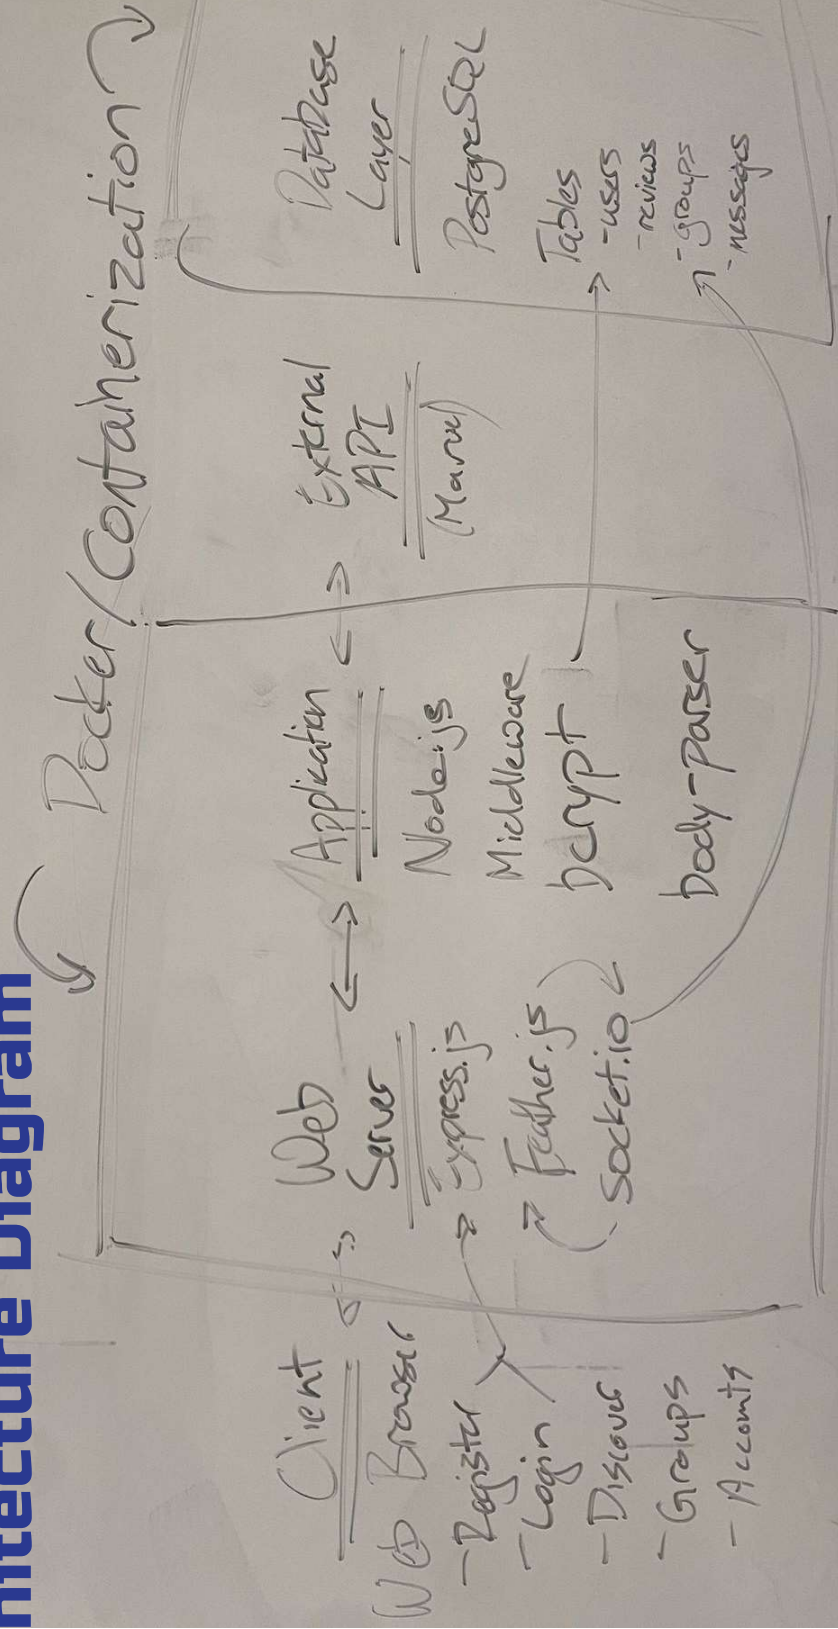 hitecture Diagram
Docker/Containerization
Client
Web Browser
- Register
- Login
- Discover
- Groups
- Accounts
Web
Server
Express.js
Feather.js
socket.io
Application
Node.js
Middleware
bcrypt
body-parser
External
API
(Marvel)
Database
Layer
PostgreSQL
Tables
- users
- reviews
- groups
- messages